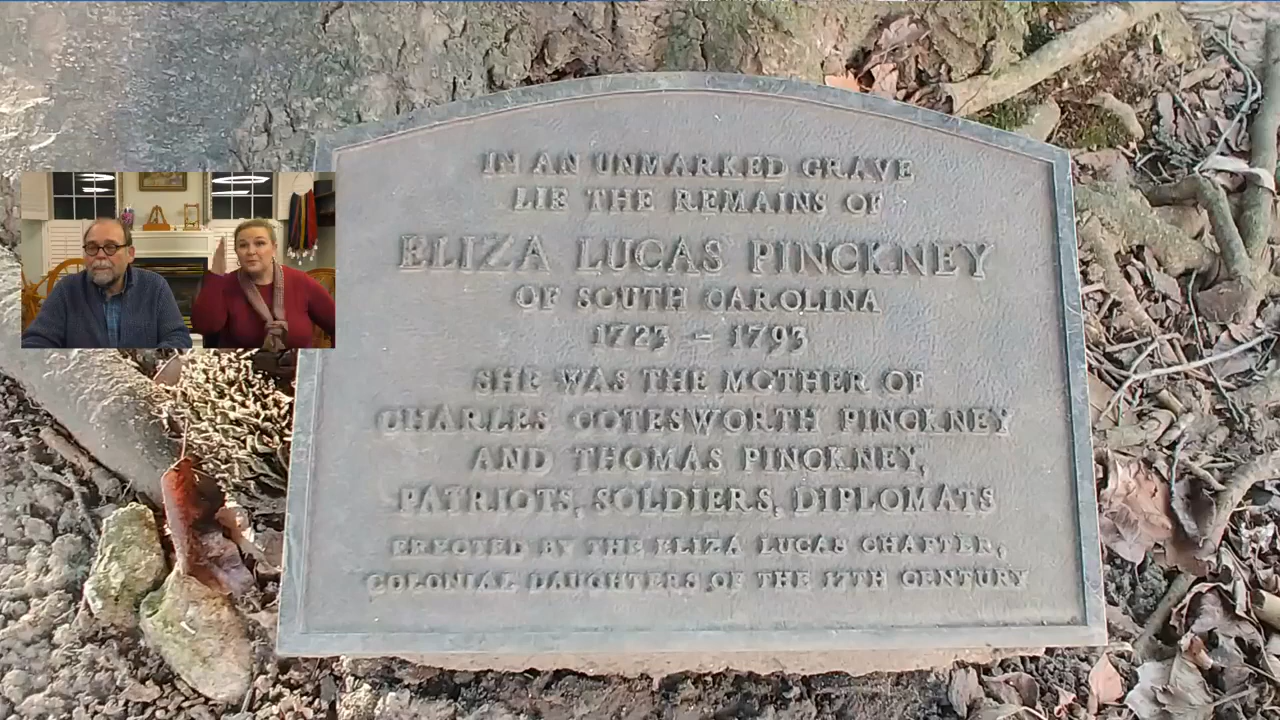 IN AN UNMARKED GRAVE
LIE THE REMAINS OF
ELIZA LUCAS PINCKNEY
OF SOUTH CAROLINA
1723 - 1793
SHE WAS THE MOTHER OF
CHARLES COTESWORTH PINCKNEY
AND THOMAS PINCKNEY,
PATRIOTS, SOLDIERS, DIPLOMATS
ERECTED BY THE ELIZA LUCAS CHAPTER,
COLONIAL DAUGHTERS OF THE 17TH CENTURY